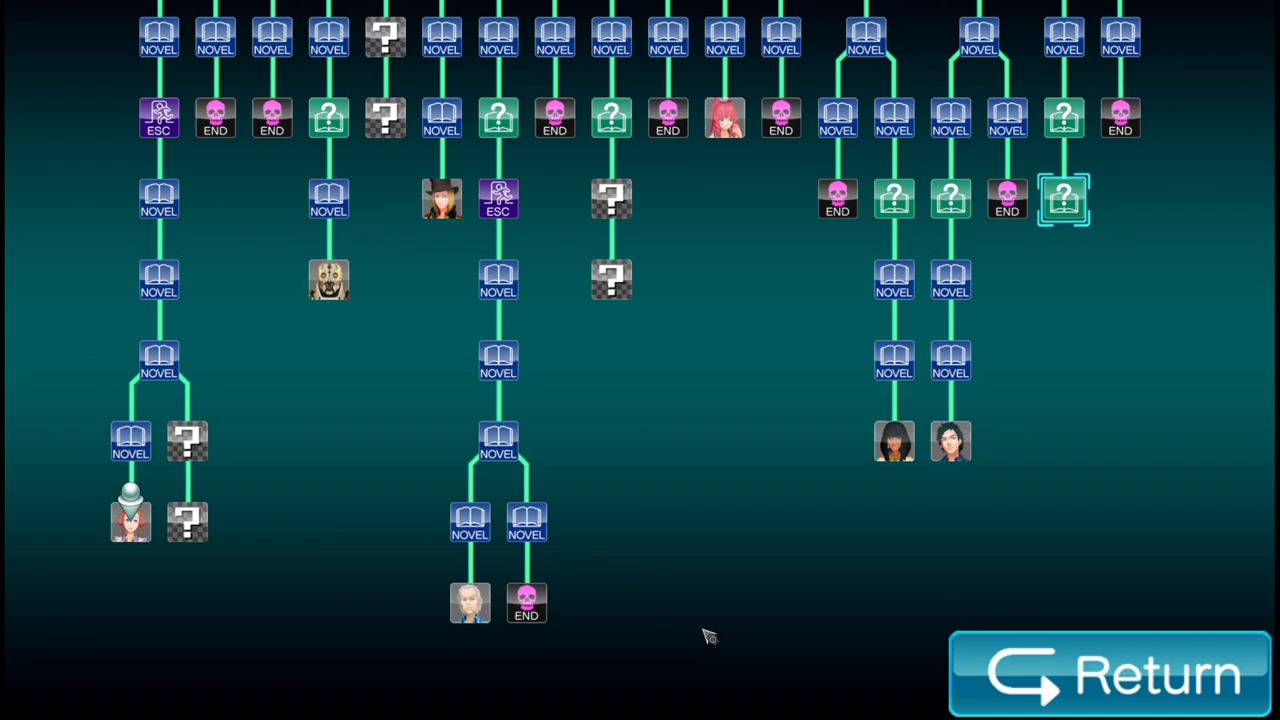 NOVEL NOVEL NOVEL NOVEL ? NOVEL NOVEL NOVEL NOVEL NOVEL NOVEL NOVEL NOVEL NOVEL NOVEL NOVEL
ESC END END ? ? NOVEL ? END ? END END NOVEL NOVEL NOVEL NOVEL ? END
NOVEL NOVEL ESC ? END ? ? END ?
NOVEL NOVEL ? NOVEL NOVEL
NOVEL NOVEL NOVEL NOVEL
NOVEL ? NOVEL
? NOVEL NOVEL
END
Return